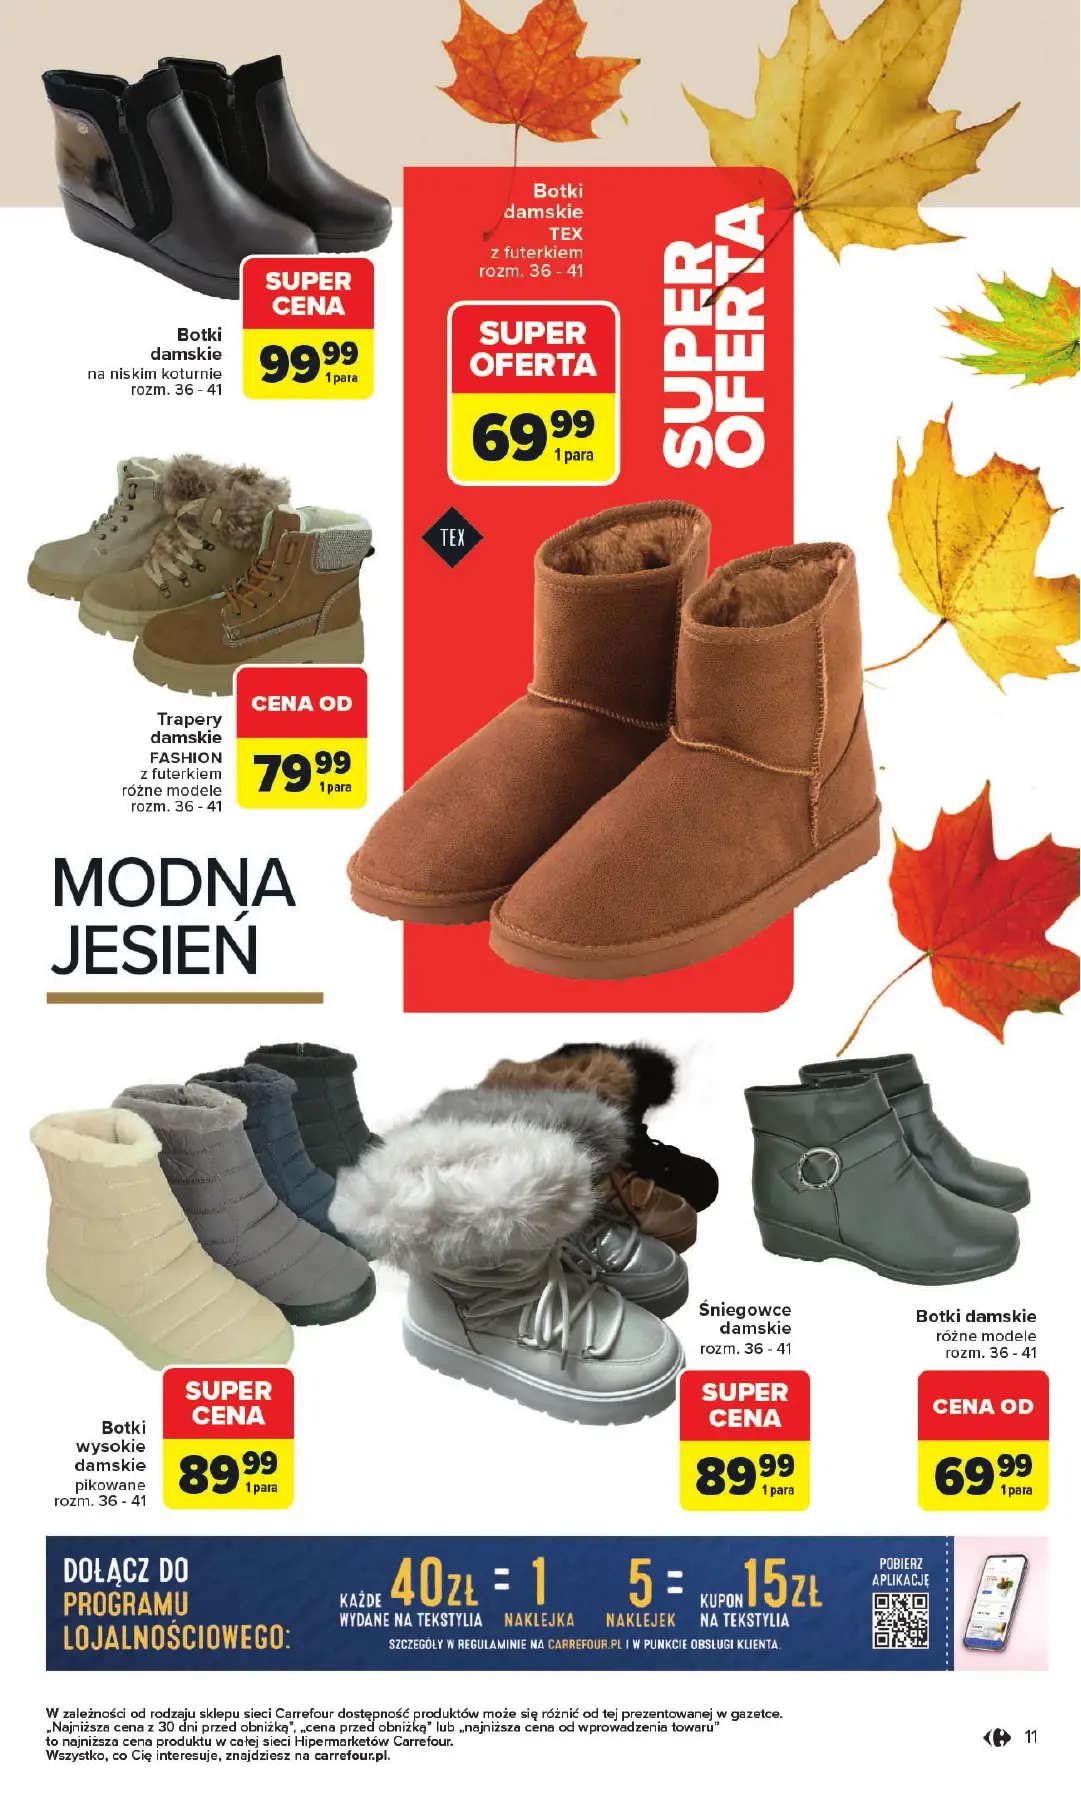 Botki
damskie
TEX
z futerkiem
rozm. 36 - 41
SUPER
OFERTA
69 99
1 para
SUPER
OFERTA
TEX
SUPER
CENA
99 99
1 para
Botki
damskie
na niskim koturnie
rozm. 36 - 41
CENA OD
79 99
1 para
Trapery
damskie
FASHION
z futerkiem
różne modele
rozm. 36 - 41
MODNA
JESIEŃ
Botki
wysokie
damskie
pikowane
rozm. 36 - 41
SUPER
CENA
89 99
1 para
Śniegowce
damskie
rozm. 36 - 41
SUPER
CENA
89 99
1 para
Botki damskie
różne modele
rozm. 36 - 41
CENA OD
69 99
1 para
DOŁĄCZ DO
PROGRAMU
LOJALNOŚCIOWEGO:
KAŻDE 40ZŁ = 1
WYDANE NA TEKSTYLIA NAKLEJKA
5 = KUPON 15ZŁ
NAKLEJEK NA TEKSTYLIA
SZCZEGÓŁY W REGULAMINIE NA CARREFOUR.PL I W PUNKCIE OBSŁUGI KLIENTA.
POBIERZ
APLIKACJĘ
W zależności od rodzaju sklepu sieci Carrefour dostępność produktów może się różnić od tej prezentowanej w gazetce.
„Najniższa cena z 30 dni przed obniżką”, „cena przed obniżką” lub „najniższa cena od wprowadzenia towaru”
to najniższa cena produktu w całej sieci Hipermarketów Carrefour.
Wszystko, co Cię interesuje, znajdziesz na carrefour.pl.
11